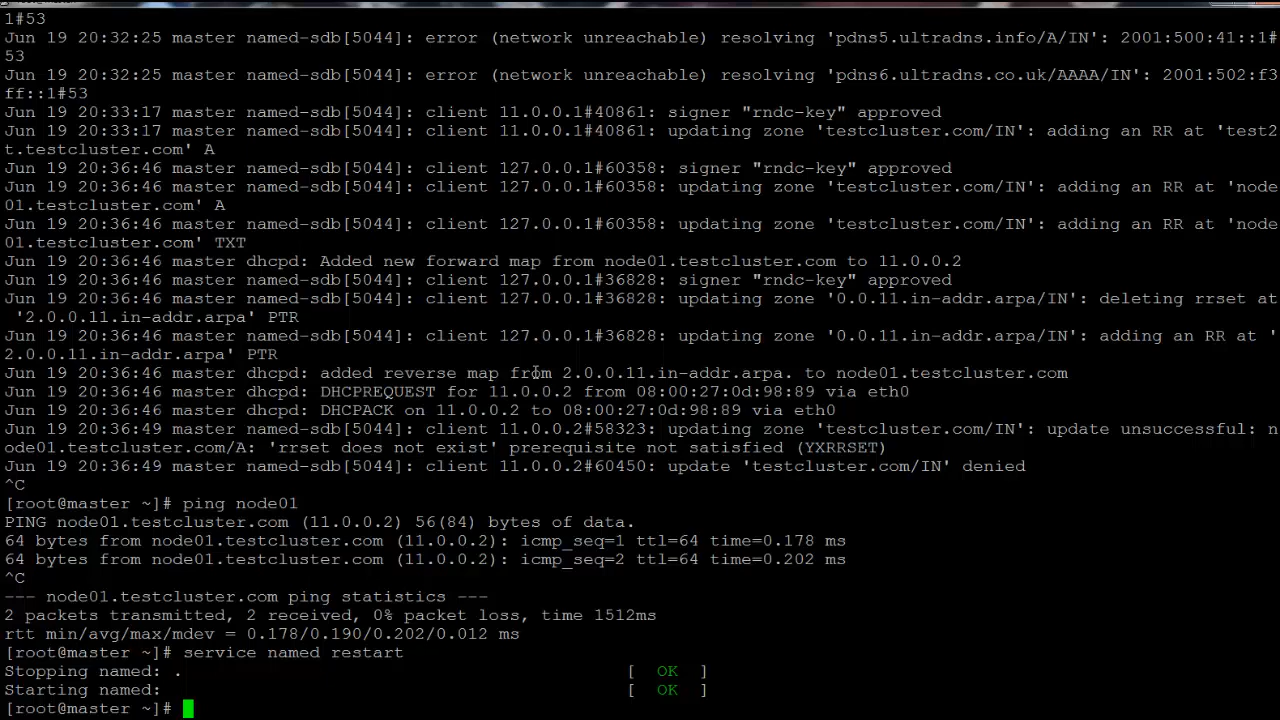 1#53
Jun 19 20:32:25 master named-sdb[5044]: error (network unreachable) resolving 'pdns5.ultradns.info/A/IN': 2001:500:41::1#
53
Jun 19 20:32:25 master named-sdb[5044]: error (network unreachable) resolving 'pdns6.ultradns.co.uk/AAAA/IN': 2001:502:f3
ff::1#53
Jun 19 20:33:17 master named-sdb[5044]: client 11.0.0.1#40861: signer "rndc-key" approved
Jun 19 20:33:17 master named-sdb[5044]: client 11.0.0.1#40861: updating zone 'testcluster.com/IN': adding an RR at 'test2
t.testcluster.com' A
Jun 19 20:36:46 master named-sdb[5044]: client 127.0.0.1#60358: signer "rndc-key" approved
Jun 19 20:36:46 master named-sdb[5044]: client 127.0.0.1#60358: updating zone 'testcluster.com/IN': adding an RR at 'node
01.testcluster.com' A
Jun 19 20:36:46 master named-sdb[5044]: client 127.0.0.1#60358: updating zone 'testcluster.com/IN': adding an RR at 'node
01.testcluster.com' TXT
Jun 19 20:36:46 master dhcpd: Added new forward map from node01.testcluster.com to 11.0.0.2
Jun 19 20:36:46 master named-sdb[5044]: client 127.0.0.1#36828: signer "rndc-key" approved
Jun 19 20:36:46 master named-sdb[5044]: client 127.0.0.1#36828: updating zone '0.0.11.in-addr.arpa/IN': deleting rrset at
 '2.0.0.11.in-addr.arpa' PTR
Jun 19 20:36:46 master named-sdb[5044]: client 127.0.0.1#36828: updating zone '0.0.11.in-addr.arpa/IN': adding an RR at '
2.0.0.11.in-addr.arpa' PTR
Jun 19 20:36:46 master dhcpd: added reverse map from 2.0.0.11.in-addr.arpa. to node01.testcluster.com
Jun 19 20:36:46 master dhcpd: DHCPREQUEST for 11.0.0.2 from 08:00:27:0d:98:89 via eth0
Jun 19 20:36:46 master dhcpd: DHCPACK on 11.0.0.2 to 08:00:27:0d:98:89 via eth0
Jun 19 20:36:49 master named-sdb[5044]: client 11.0.0.2#58323: updating zone 'testcluster.com/IN': update unsuccessful: n
ode01.testcluster.com/A: 'rrset does not exist' prerequisite not satisfied (YXRRSET)
Jun 19 20:36:49 master named-sdb[5044]: client 11.0.0.2#60450: update 'testcluster.com/IN' denied
^C
[root@master ~]# ping node01
PING node01.testcluster.com (11.0.0.2) 56(84) bytes of data.
64 bytes from node01.testcluster.com (11.0.0.2): icmp_seq=1 ttl=64 time=0.178 ms
64 bytes from node01.testcluster.com (11.0.0.2): icmp_seq=2 ttl=64 time=0.202 ms
^C
--- node01.testcluster.com ping statistics ---
2 packets transmitted, 2 received, 0% packet loss, time 1512ms
rtt min/avg/max/mdev = 0.178/0.190/0.202/0.012 ms
[root@master ~]# service named restart
Stopping named: .                                          [  OK  ]
Starting named:                                            [  OK  ]
[root@master ~]#